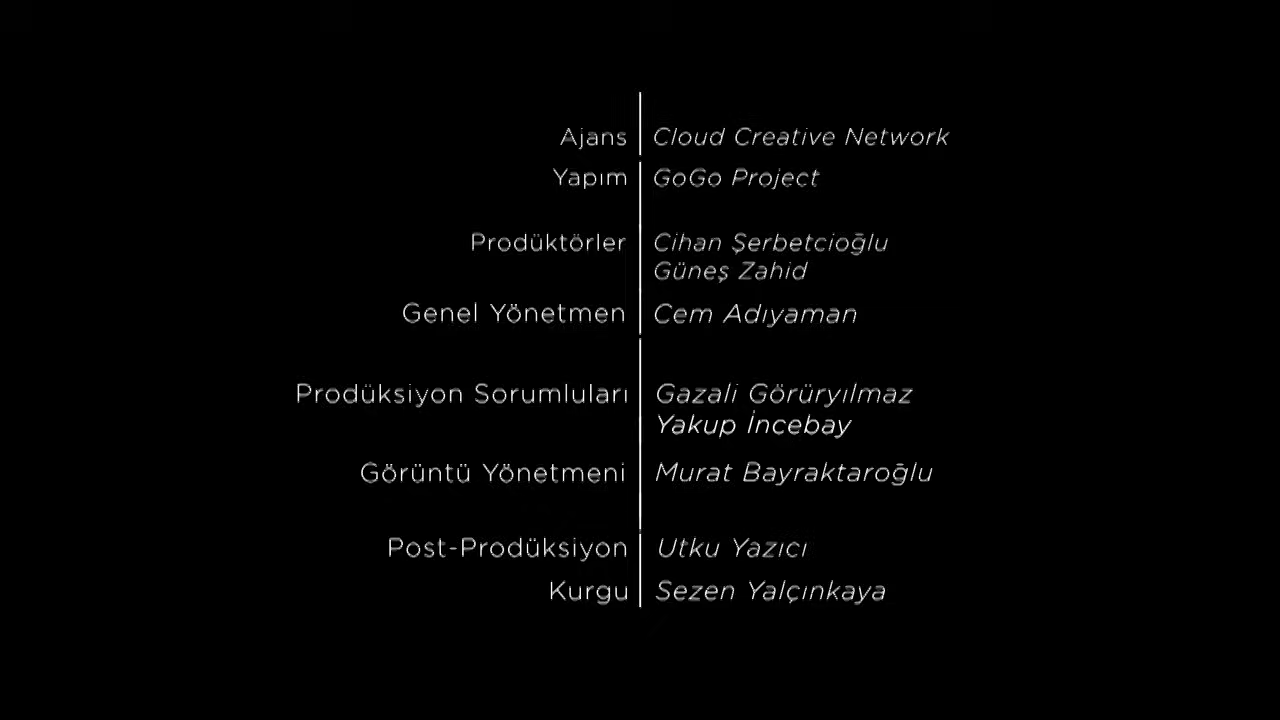 Ajans Cloud Creative Network
Yapım GoGo Project
Prodüktörler Cihan Şerbetcioğlu
Güneş Zahid
Genel Yönetmen Cem Adıyaman
Prodüksiyon Sorumluları Gazali Görüryılmaz
Yakup İncebay
Görüntü Yönetmeni Murat Bayraktaroğlu
Post-Prodüksiyon Utku Yazıcı
Kurgu Sezen Yalçınkaya